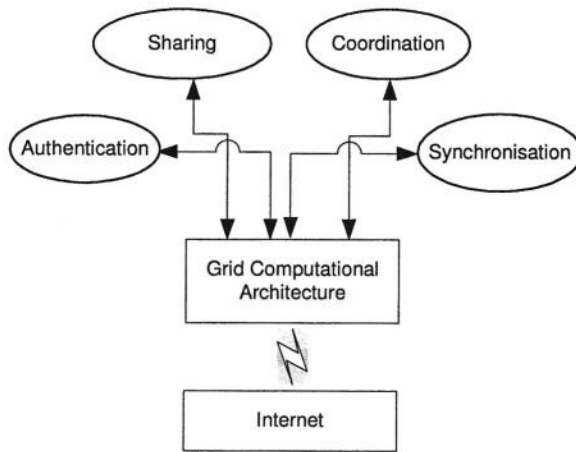 Sharing
Coordination
Authentication
Synchronisation
Grid Computational
Architecture
Internet